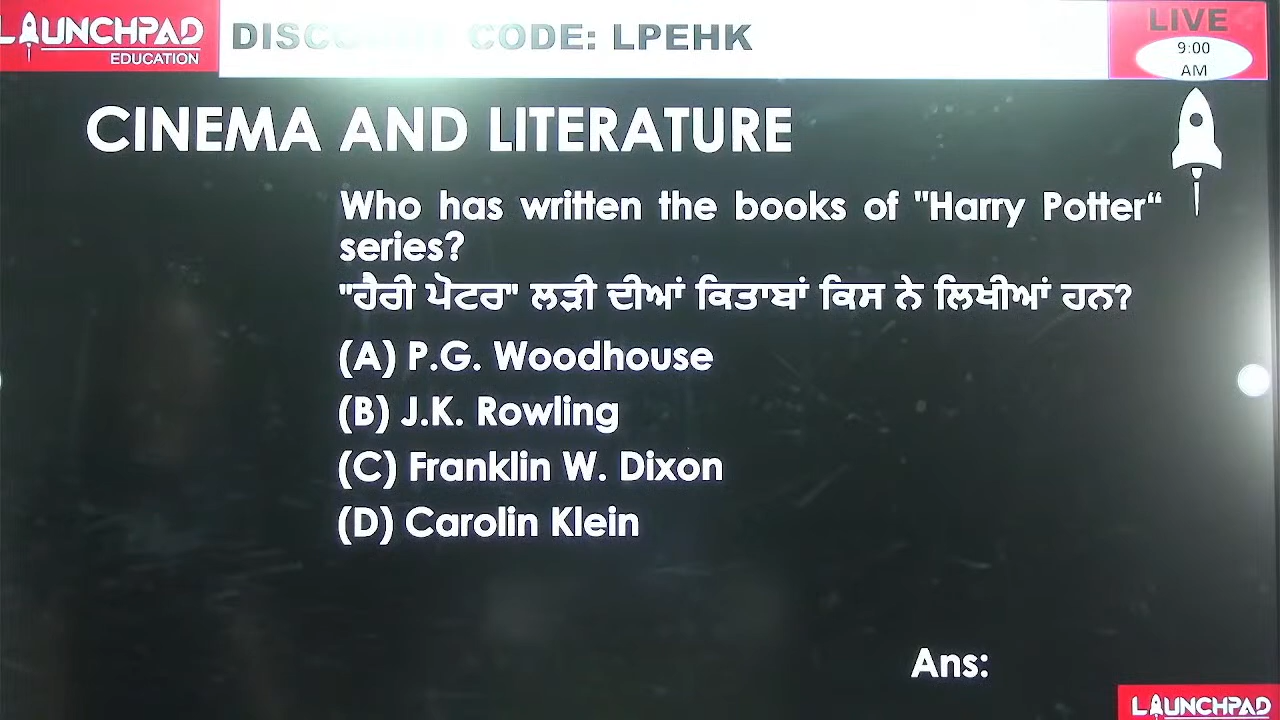 LAUNCHPAD
EDUCATION
DISCOUNT CODE: LPEHK
LIVE
9:00
AM
CINEMA AND LITERATURE
Who has written the books of "Harry Potter“
series?
"ਹੈਰੀ ਪੋਟਰ" ਲੜੀ ਦੀਆਂ ਕਿਤਾਬਾਂ ਕਿਸ ਨੇ ਲਿਖੀਆਂ ਹਨ?
(A) P.G. Woodhouse
(B) J.K. Rowling
(C) Franklin W. Dixon
(D) Carolin Klein
Ans:
LAUNCHPAD